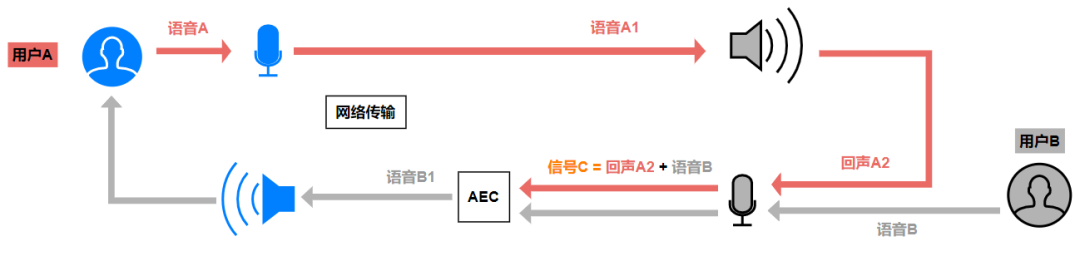 语音A
语音A1
用户A
网络传输
用户B
信号C = 回声A2 + 语音B
回声A2
语音B1
AEC
语音B